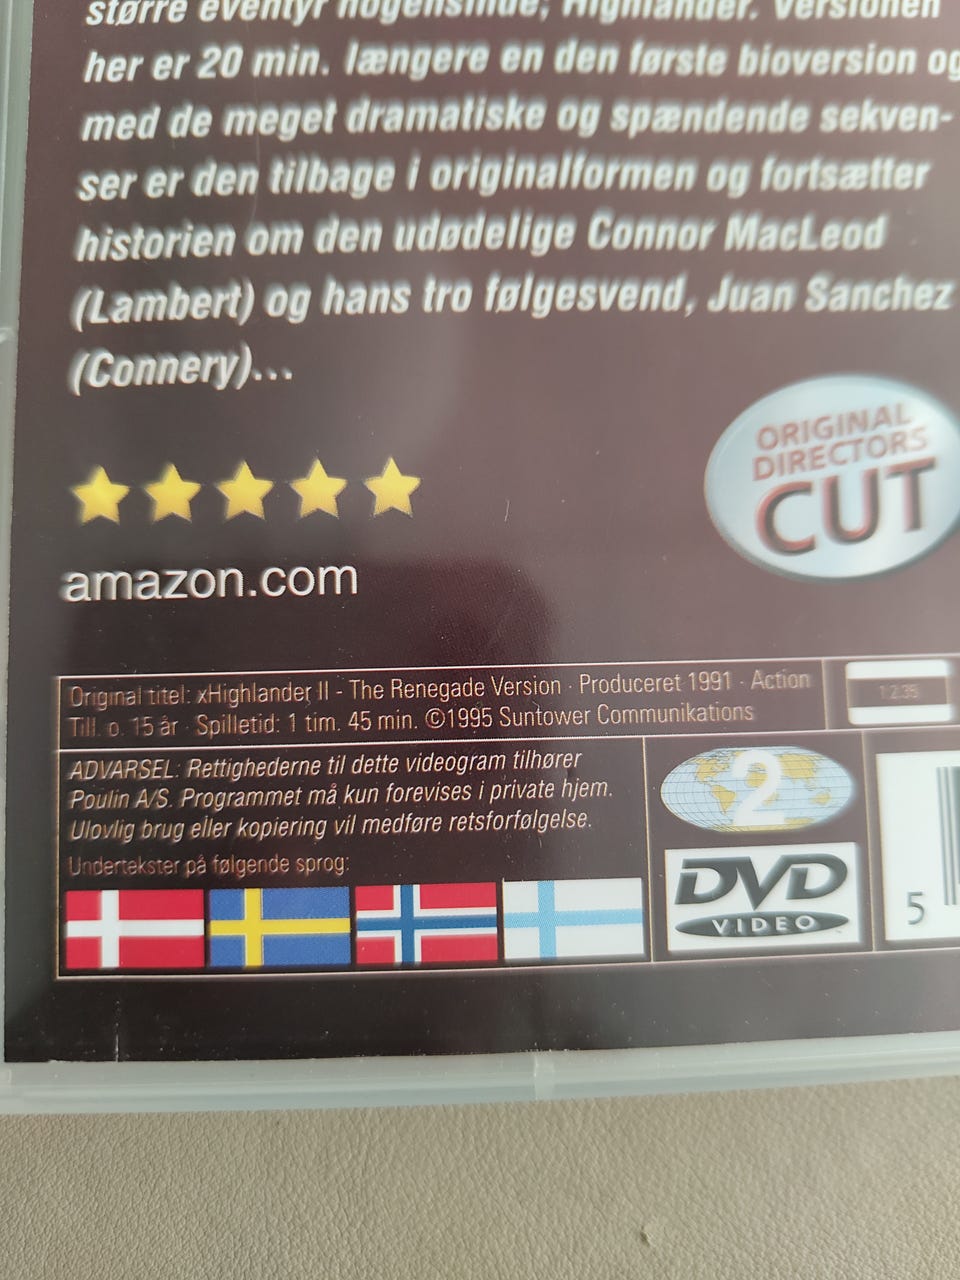 større eventyr nogensinde, Highlander. Versionen
her er 20 min. længere en den første bioversion og
med de meget dramatiske og spændende sekven-
ser er den tilbage i originalformen og fortsætter
historien om den udødelige Connor MacLeod
(Lambert) og hans tro følgesvend, Juan Sanchez
(Connery)...
ORIGINAL
DIRECTORS
CUT
amazon.com
Original titel: xHighlander II - The Renegade Version · Produceret 1991 · Action
Till. o. 15 år · Spilletid: 1 tim. 45 min. ©1995 Suntower Communikations
1:2.35
ADVARSEL: Rettighederne til dette videogram tilhører
Poulin A/S. Programmet må kun forevises i private hjem.
Ulovlig brug eller kopiering vil medføre retsforfølgelse.
Undertekster på følgende sprog:
2
DVD
VIDEO
5